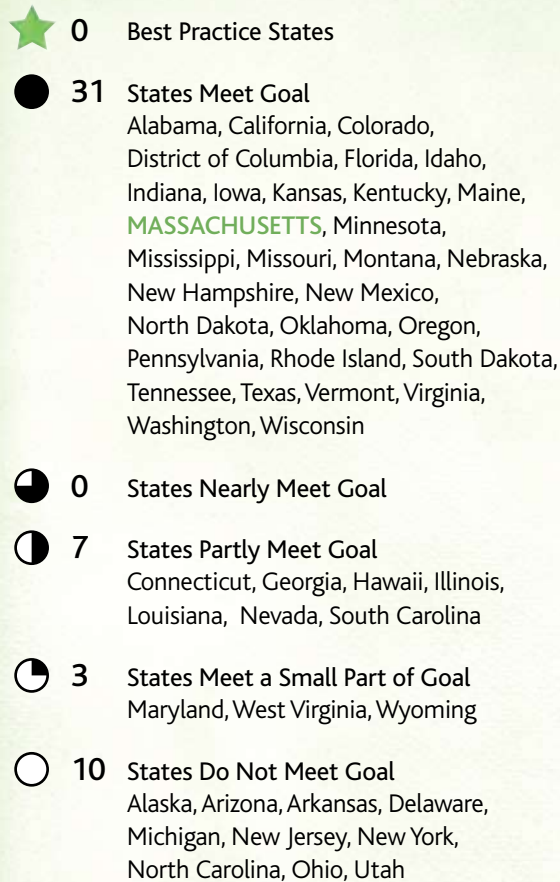 0 Best Practice States
31 States Meet Goal
Alabama, California, Colorado,
District of Columbia, Florida, Idaho,
Indiana, Iowa, Kansas, Kentucky, Maine,
MASSACHUSETTS, Minnesota,
Mississippi, Missouri, Montana, Nebraska,
New Hampshire, New Mexico,
North Dakota, Oklahoma, Oregon,
Pennsylvania, Rhode Island, South Dakota,
Tennessee, Texas, Vermont, Virginia,
Washington, Wisconsin
0 States Nearly Meet Goal
7 States Partly Meet Goal
Connecticut, Georgia, Hawaii, Illinois,
Louisiana, Nevada, South Carolina
3 States Meet a Small Part of Goal
Maryland, West Virginia, Wyoming
10 States Do Not Meet Goal
Alaska, Arizona, Arkansas, Delaware,
Michigan, New Jersey, New York,
North Carolina, Ohio, Utah